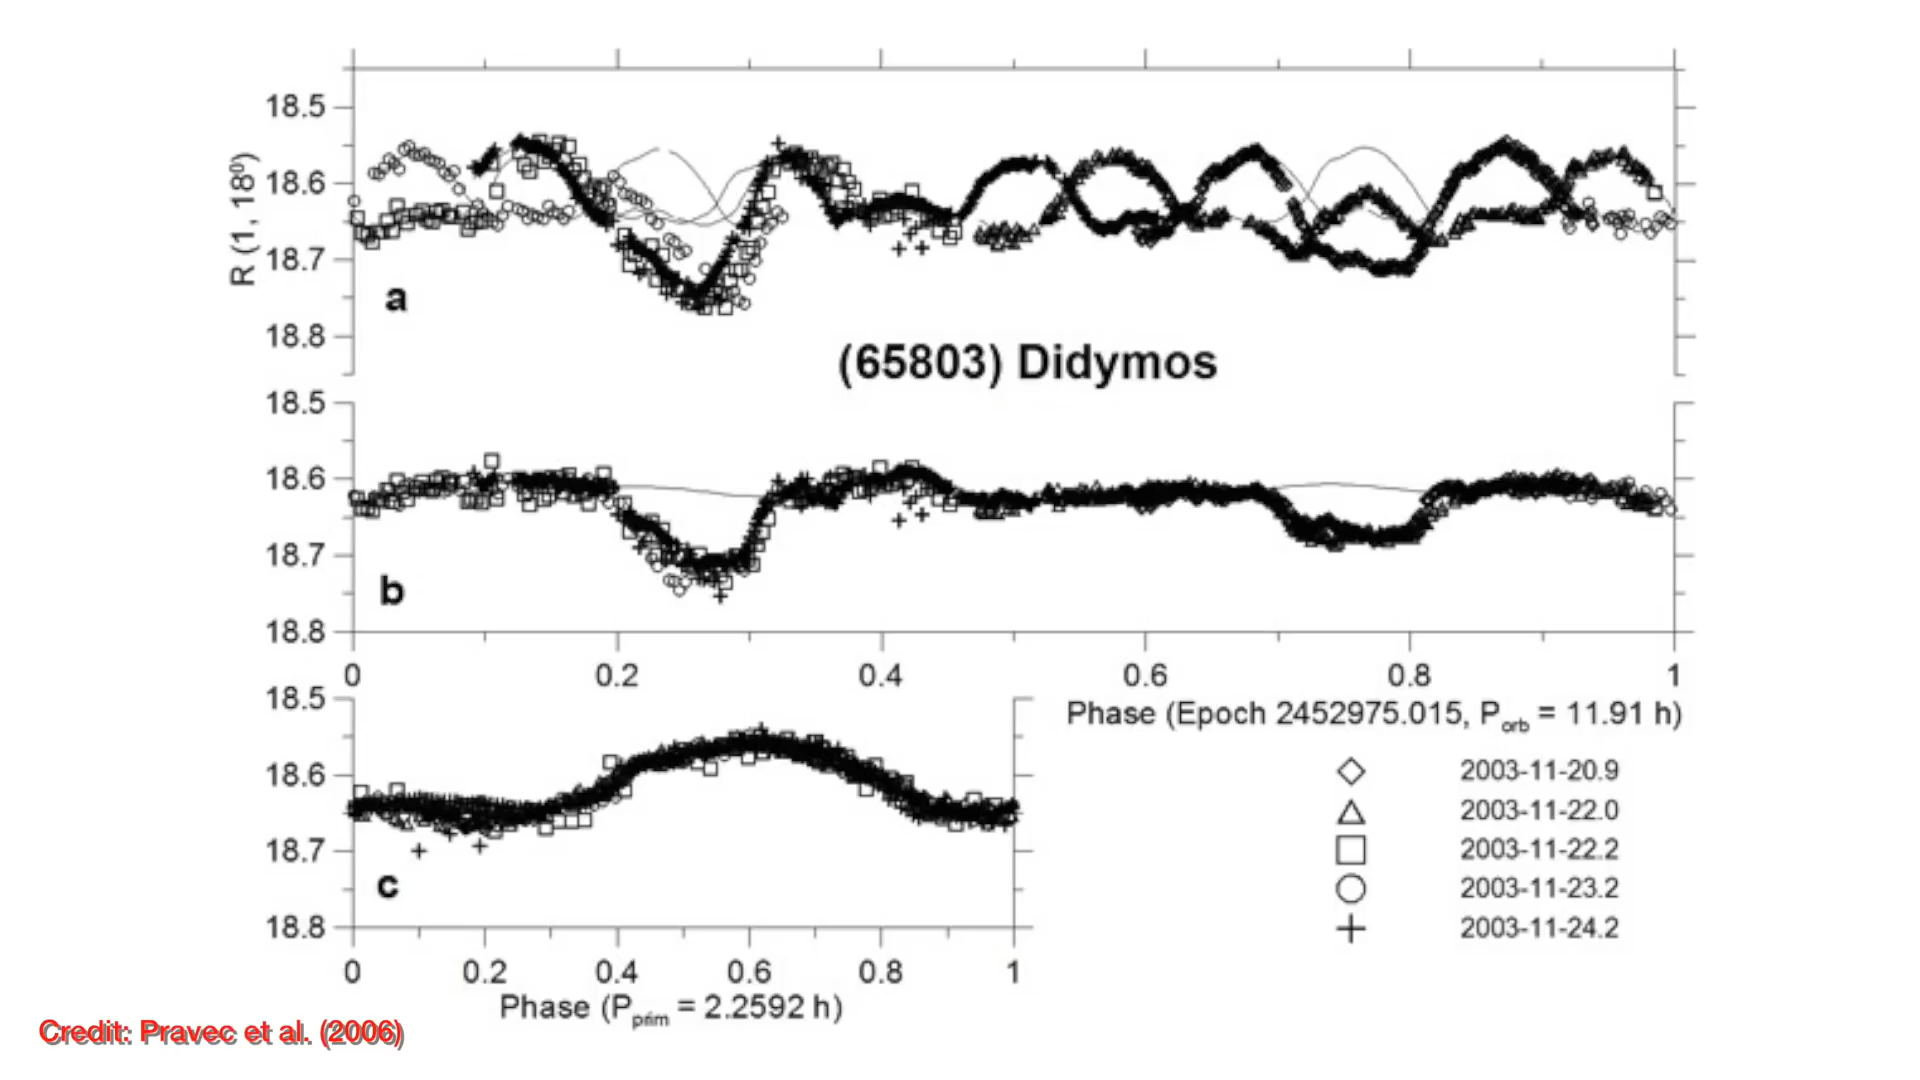 18.5
18.6
18.7
18.8
R (1, 18⁰)
a
(65803) Didymos
18.5
18.6
18.7
18.8
b
0 0.2 0.4 0.6 0.8 1
Phase (Epoch 2452975.015, Porb = 11.91 h)
18.5
18.6
18.7
18.8
c
0 0.2 0.4 0.6 0.8 1
Phase (Pprim = 2.2592 h)
2003-11-20.9
2003-11-22.0
2003-11-22.2
2003-11-23.2
2003-11-24.2
Credit: Pravec et al. (2006)